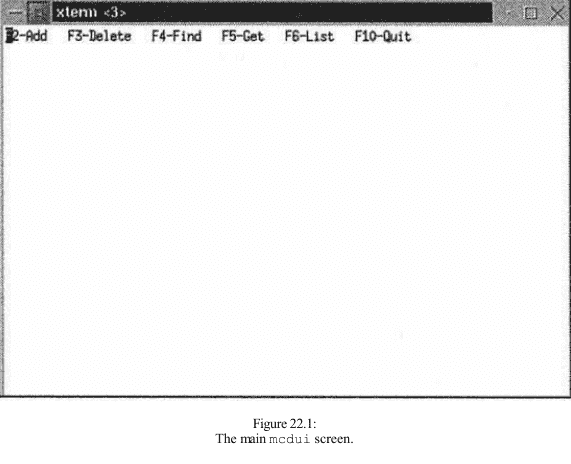 xterm <3>
F2-Add F3-Delete F4-Find F5-Get F6-List F10-Quit
Figure 22.1:
The main mcdui screen.